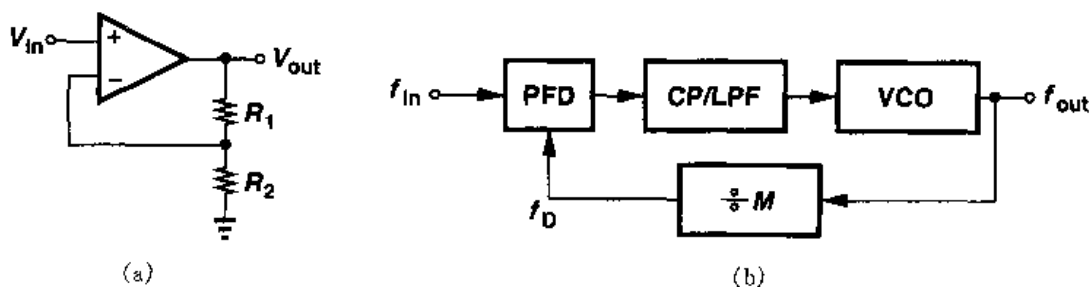 V_in
+
−
V_out
R_1
R_2
(a)
f_in
PFD
CP/LPF
VCO
f_out
f_D
÷M
(b)